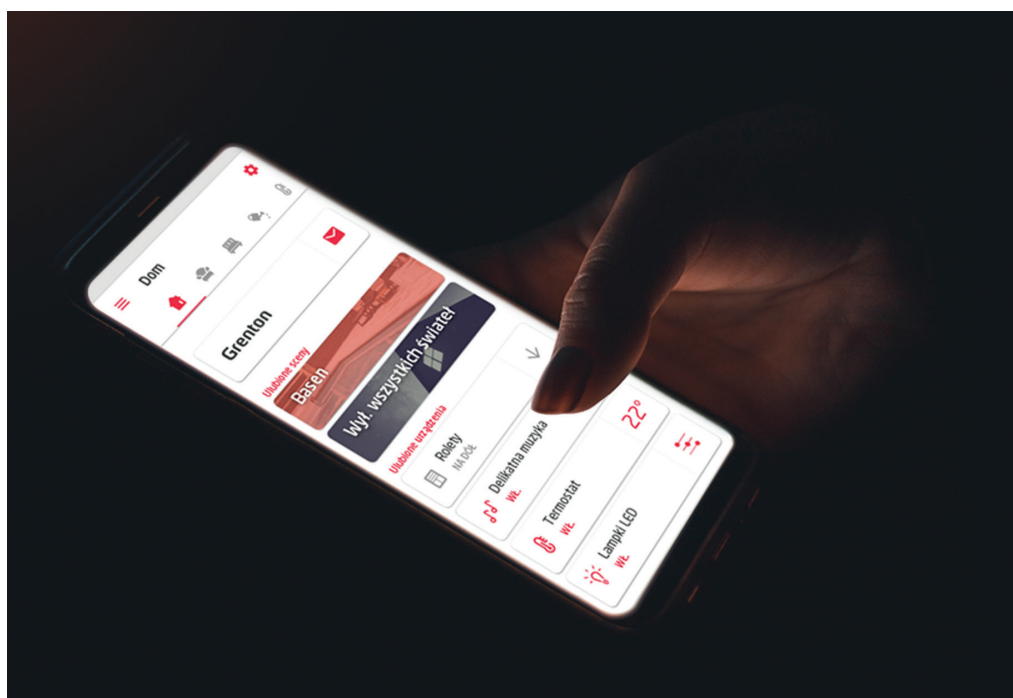 Dom
Grenton
Ulubione sceny
Basen
Wył. wszystkich świateł
Ulubione urządzenia
Rolety
NA DÓŁ
Delikatna muzyka
WŁ.
Termostat
WŁ.
22°
Lampki LED
WŁ.